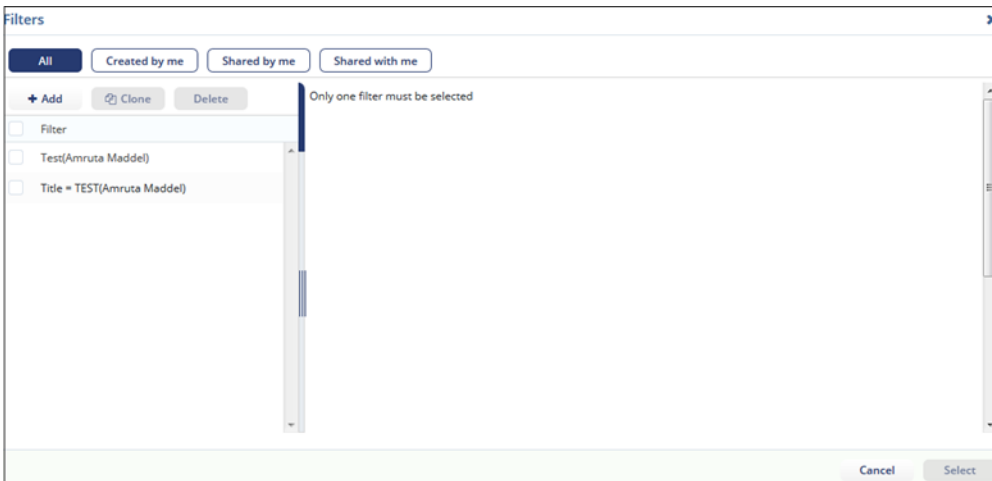 Filters
All Created by me Shared by me Shared with me
+ Add Clone Delete
Only one filter must be selected
Filter
Test(Amruta Maddel)
Title = TEST(Amruta Maddel)
Cancel Select